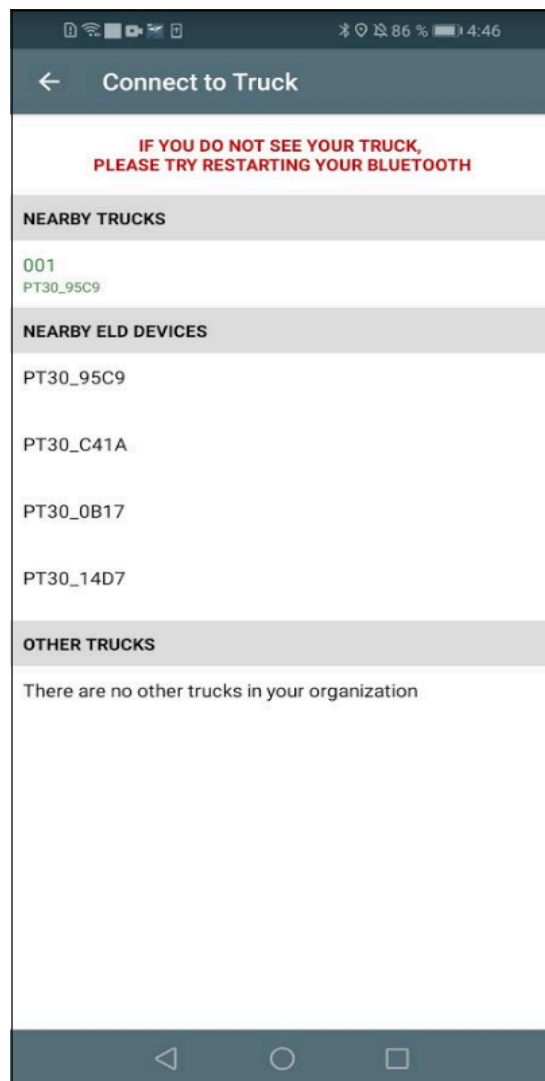 86 % 4:46
Connect to Truck
IF YOU DO NOT SEE YOUR TRUCK,
PLEASE TRY RESTARTING YOUR BLUETOOTH
NEARBY TRUCKS
001
PT30_95C9
NEARBY ELD DEVICES
PT30_95C9
PT30_C41A
PT30_0B17
PT30_14D7
OTHER TRUCKS
There are no other trucks in your organization